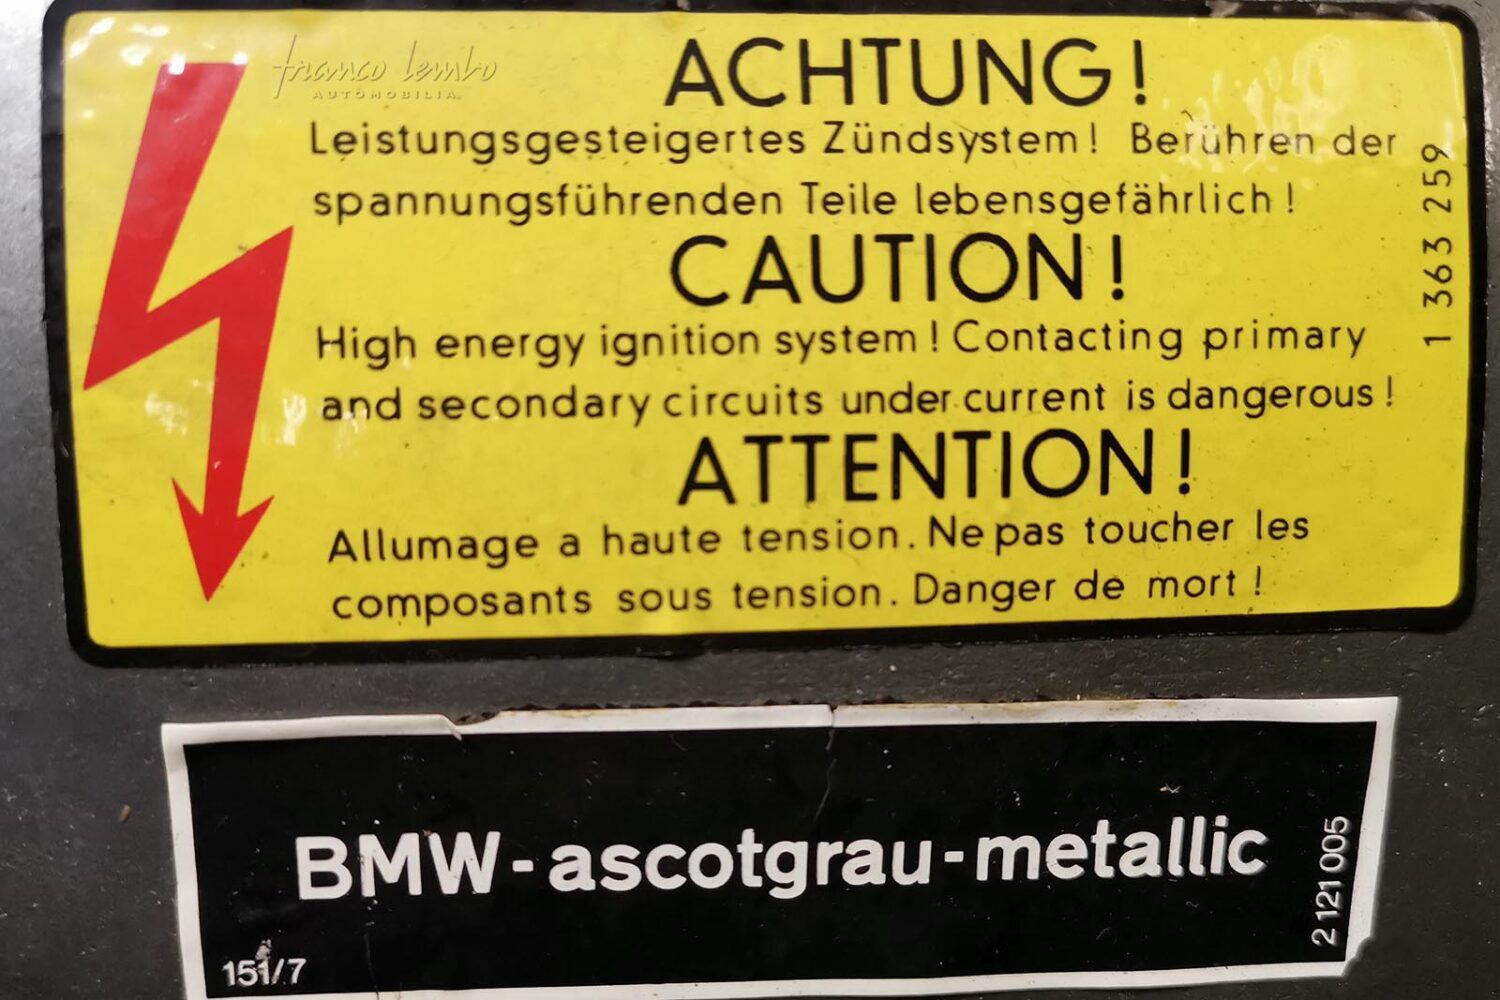 franco lembo
AUTOMOBILIA
ACHTUNG!
Leistungsgesteigertes Zündsystem! Berühren der
spannungsführenden Teile lebensgefährlich!
CAUTION!
High energy ignition system! Contacting primary
and secondary circuits under current is dangerous!
ATTENTION!
Allumage a haute tension. Ne pas toucher les
composants sous tension. Danger de mort!
1 363 259
BMW-ascotgrau-metallic
151/7
2 121 005